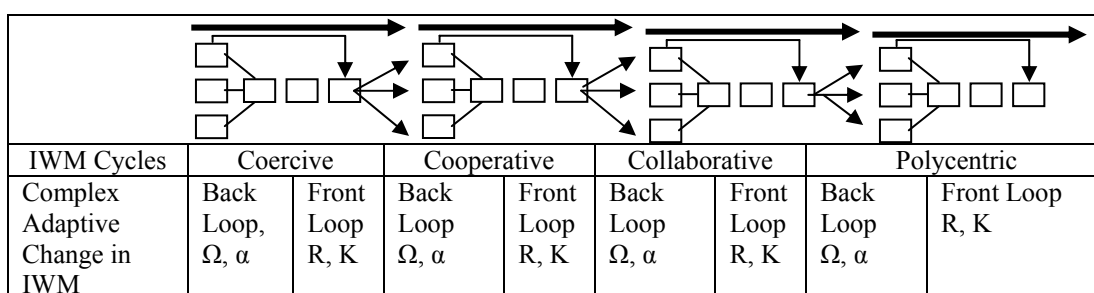 IWM Cycles Coercive Cooperative Collaborative Polycentric
Complex Back Front Back Front Back Front Back Front Loop
Adaptive Loop, Loop Loop Loop Loop Loop Loop R, K
Change in Ω, α R, K Ω, α R, K Ω, α R, K Ω, α
IWM